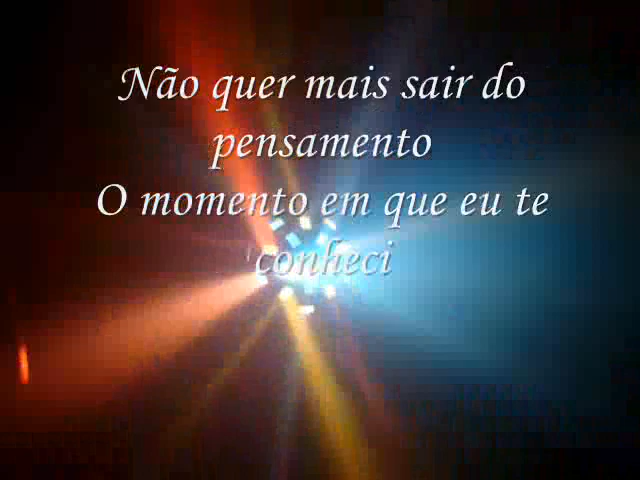 Não quer mais sair do
pensamento
O momento em que eu te
conheci